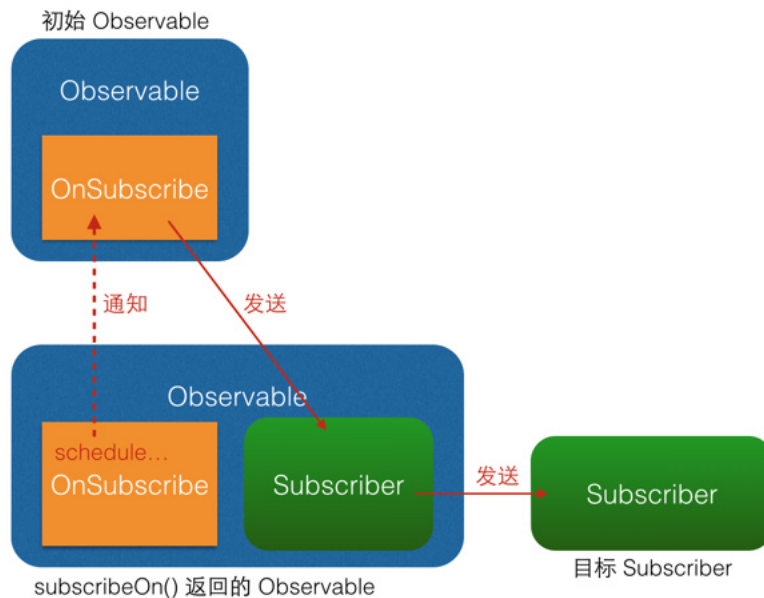 初始 Observable
Observable
OnSubscribe
通知
发送
Observable
schedule...
OnSubscribe
Subscriber
发送
Subscriber
subscribeOn() 返回的 Observable
目标 Subscriber